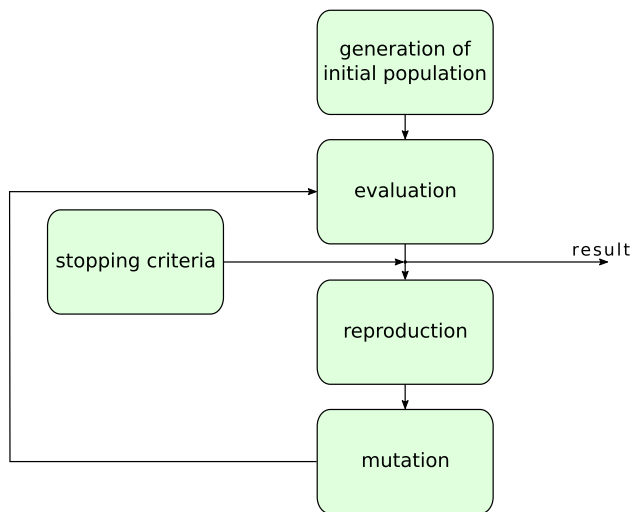 generation of
initial population
evaluation
result
stopping criteria
reproduction
mutation